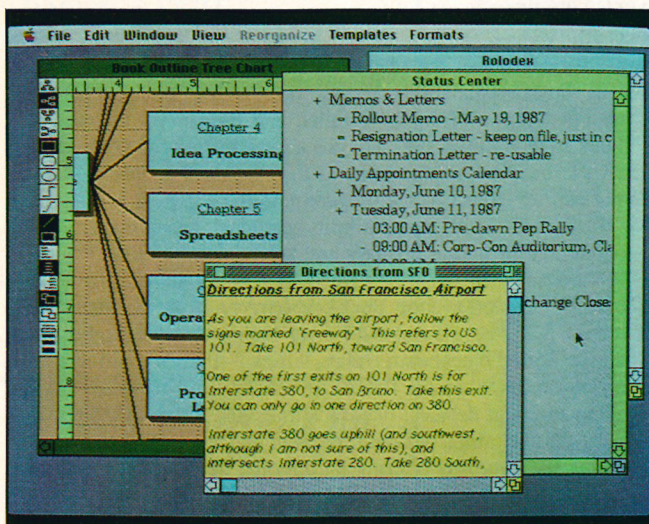 File Edit Window View Reorganize Templates Formats
Book Outline Tree Chart
4 5 6
Chapter 4
Idea Processing
Chapter 5
Spreadsheets
Opera
Pro
Rolodex
Status Center
+ Memos & Letters
- Rollout Memo - May 19, 1987
- Resignation Letter - keep on file, just in c
- Termination Letter - re-usable
+ Daily Appointments Calendar
+ Monday, June 10, 1987
+ Tuesday, June 11, 1987
- 03:00 AM: Pre-dawn Pep Rally
- 09:00 AM: Corp-Con Auditorium, Cla
change Close
Directions from SFO
Directions from San Francisco Airport
As you are leaving the airport, follow the
signs marked "Freeway". This refers to US
101. Take 101 North, toward San Francisco.
One of the first exits on 101 North is for
Interstate 380, to San Bruno. Take this exit.
You can only go in one direction on 380.
Interstate 380 goes uphill (and southwest,
although I am not sure of this), and
intersects Interstate 280. Take 280 South,